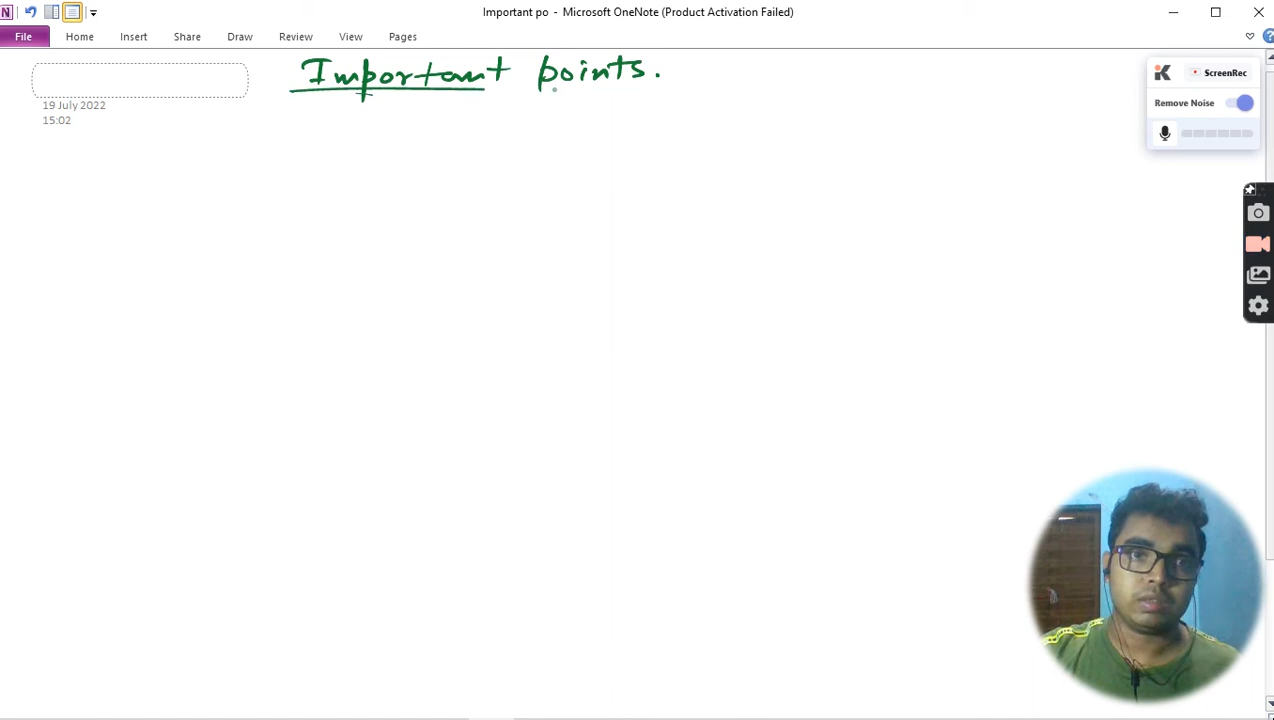 Important po - Microsoft OneNote (Product Activation Failed)
File Home Insert Share Draw Review View Pages
Important points.
19 July 2022
15:02
ScreenRec
Remove Noise